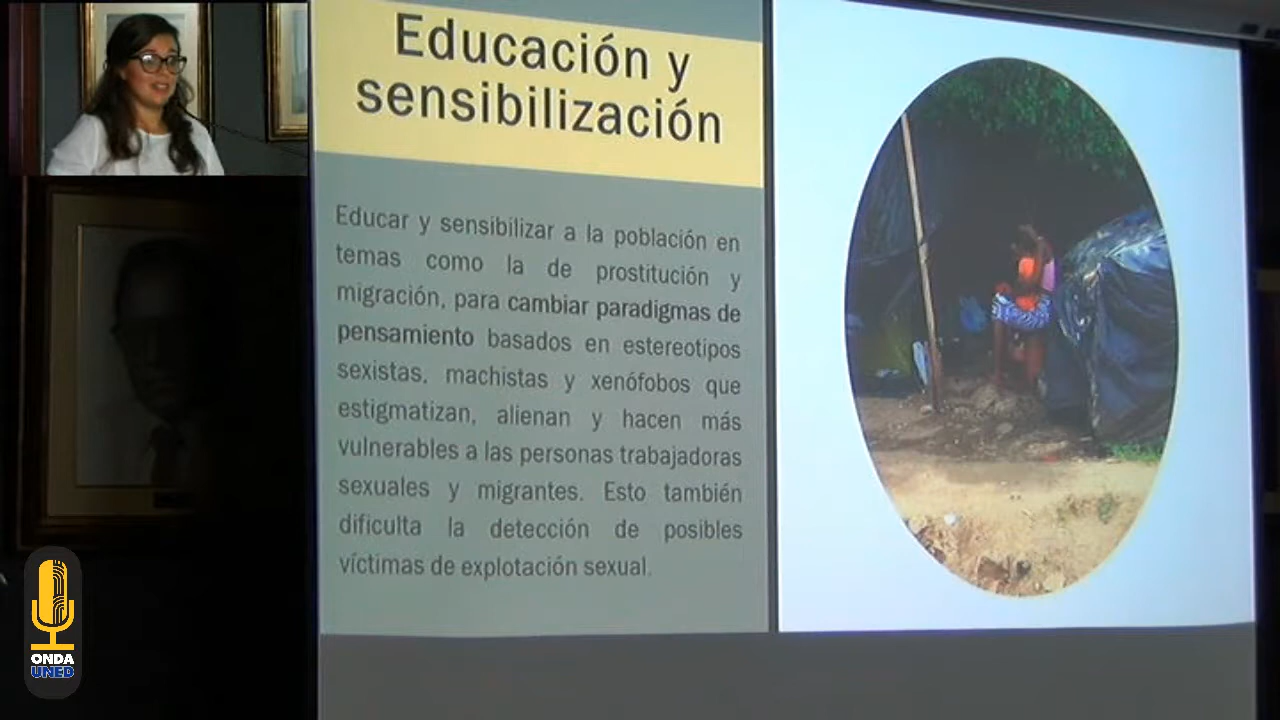 Educación y
sensibilización
Educar y sensibilizar a la población en
temas como la de prostitución y
migración, para cambiar paradigmas de
pensamiento basados en estereotipos
sexistas, machistas y xenófobos que
estigmatizan, alienan y hacen más
vulnerables a las personas trabajadoras
sexuales y migrantes. Esto también
dificulta la detección de posibles
víctimas de explotación sexual.
ONDA
UNED